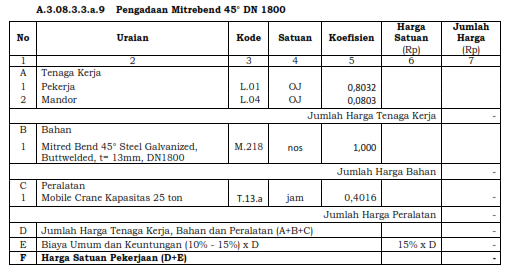 A.3.08.3.3.a.9 Pengadaan Mitrebend 45° DN 1800
No Uraian Kode Satuan Koefisien Harga Satuan (Rp) Jumlah Harga (Rp)
1 2 3 4 5 6 7
A Tenaga Kerja
1 Pekerja L.01 OJ 0,8032
2 Mandor L.04 OJ 0,0803
Jumlah Harga Tenaga Kerja -
B Bahan
1 Mitred Bend 45° Steel Galvanized, M.218 nos 1,000
Buttwelded, t= 13mm, DN1800
Jumlah Harga Bahan -
C Peralatan
1 Mobile Crane Kapasitas 25 ton T.13.a jam 0,4016 -
Jumlah Harga Peralatan -
D Jumlah Harga Tenaga Kerja, Bahan dan Peralatan (A+B+C) -
E Biaya Umum dan Keuntungan (10% - 15%) x D 15% x D -
F Harga Satuan Pekerjaan (D+E) -